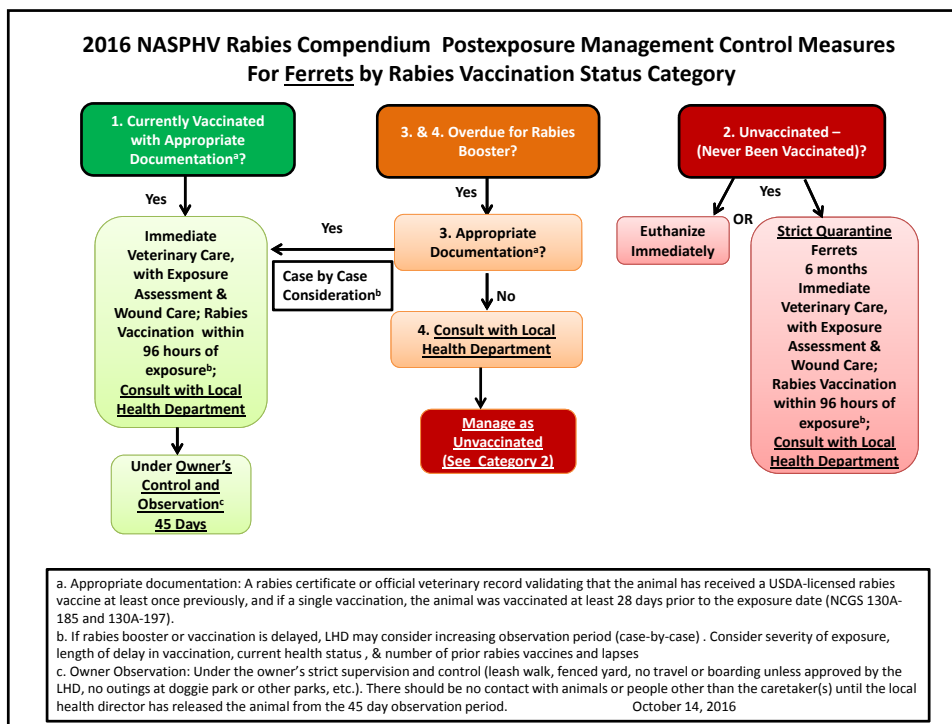 2016 NASPHV Rabies Compendium Postexposure Management Control Measures
For Ferrets by Rabies Vaccination Status Category
1. Currently Vaccinated
with Appropriate
Documentationᵃ?
3. & 4. Overdue for Rabies
Booster?
2. Unvaccinated –
(Never Been Vaccinated)?
Yes
Yes
Yes
Immediate
Veterinary Care,
with Exposure
Assessment &
Wound Care; Rabies
Vaccination within
96 hours of
exposureᵇ;
Consult with Local
Health Department
Yes
Case by Case
Considerationᵇ
3. Appropriate
Documentationᵃ?
No
4. Consult with Local
Health Department
Manage as
Unvaccinated
(See Category 2)
Euthanize
Immediately
OR
Strict Quarantine
Ferrets
6 months
Immediate
Veterinary Care,
with Exposure
Assessment &
Wound Care;
Rabies Vaccination
within 96 hours of
exposureᵇ;
Consult with Local
Health Department
Under Owner's
Control and
Observationᶜ
45 Days
a. Appropriate documentation: A rabies certificate or official veterinary record validating that the animal has received a USDA-licensed rabies
vaccine at least once previously, and if a single vaccination, the animal was vaccinated at least 28 days prior to the exposure date (NCGS 130A-
185 and 130A-197).
b. If rabies booster or vaccination is delayed, LHD may consider increasing observation period (case-by-case) . Consider severity of exposure,
length of delay in vaccination, current health status , & number of prior rabies vaccines and lapses
c. Owner Observation: Under the owner's strict supervision and control (leash walk, fenced yard, no travel or boarding unless approved by the
LHD, no outings at doggie park or other parks, etc.). There should be no contact with animals or people other than the caretaker(s) until the local
health director has released the animal from the 45 day observation period. October 14, 2016